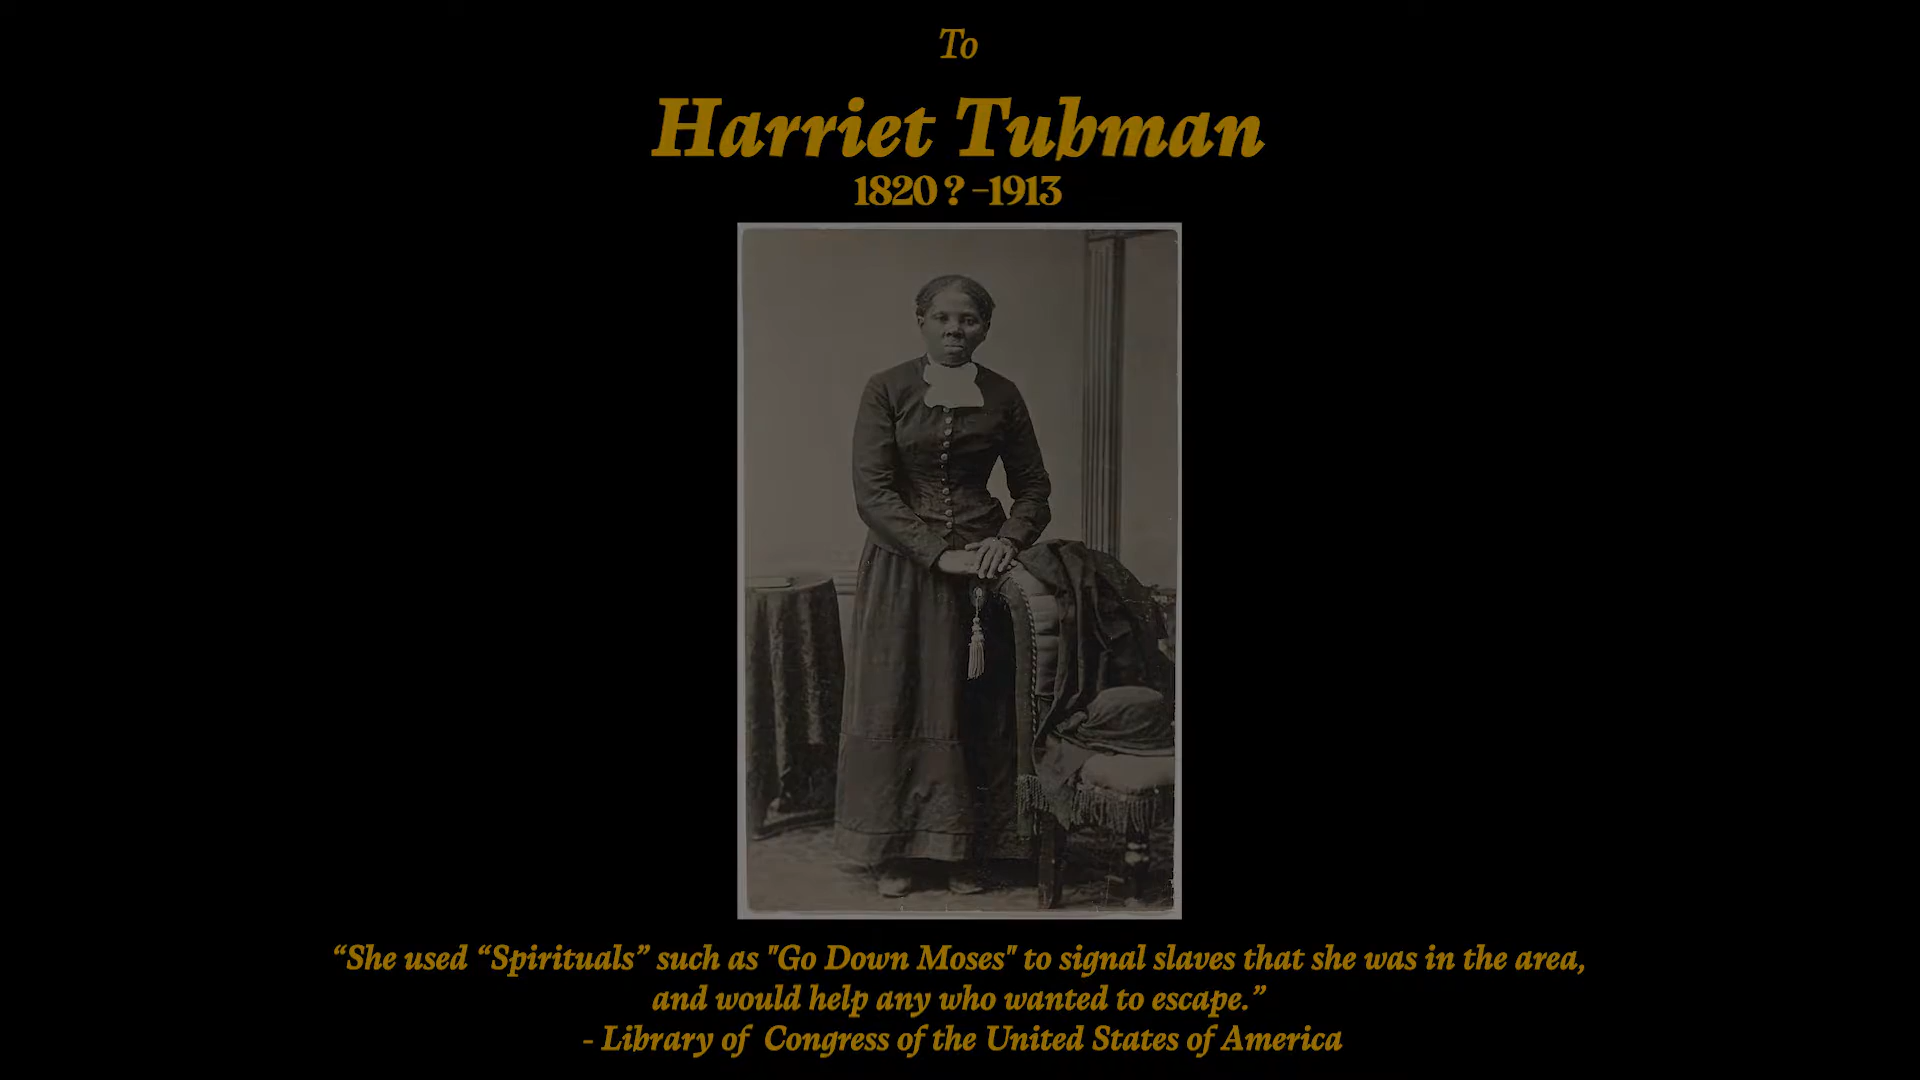 To
Harriet Tubman
1820 ? –1913
“She used “Spirituals” such as "Go Down Moses" to signal slaves that she was in the area,
and would help any who wanted to escape.”
- Library of  Congress of the United States of America